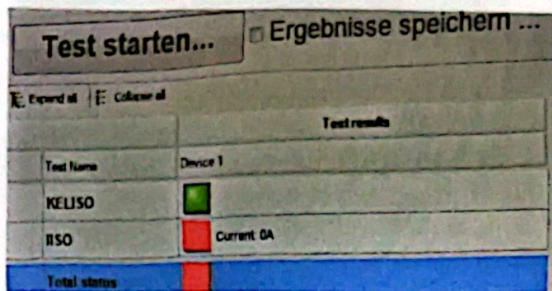 Test starten... Ergebnisse speichern ...
Expand all Collapse all
Test results
Test Name Device 1
KELISO
IISO Current 0A
Total status